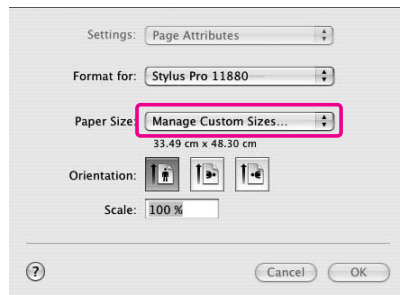 Settings: Page Attributes
Format for: Stylus Pro 11880
Paper Size: Manage Custom Sizes...
33.49 cm x 48.30 cm
Orientation:
Scale: 100 %
? Cancel OK